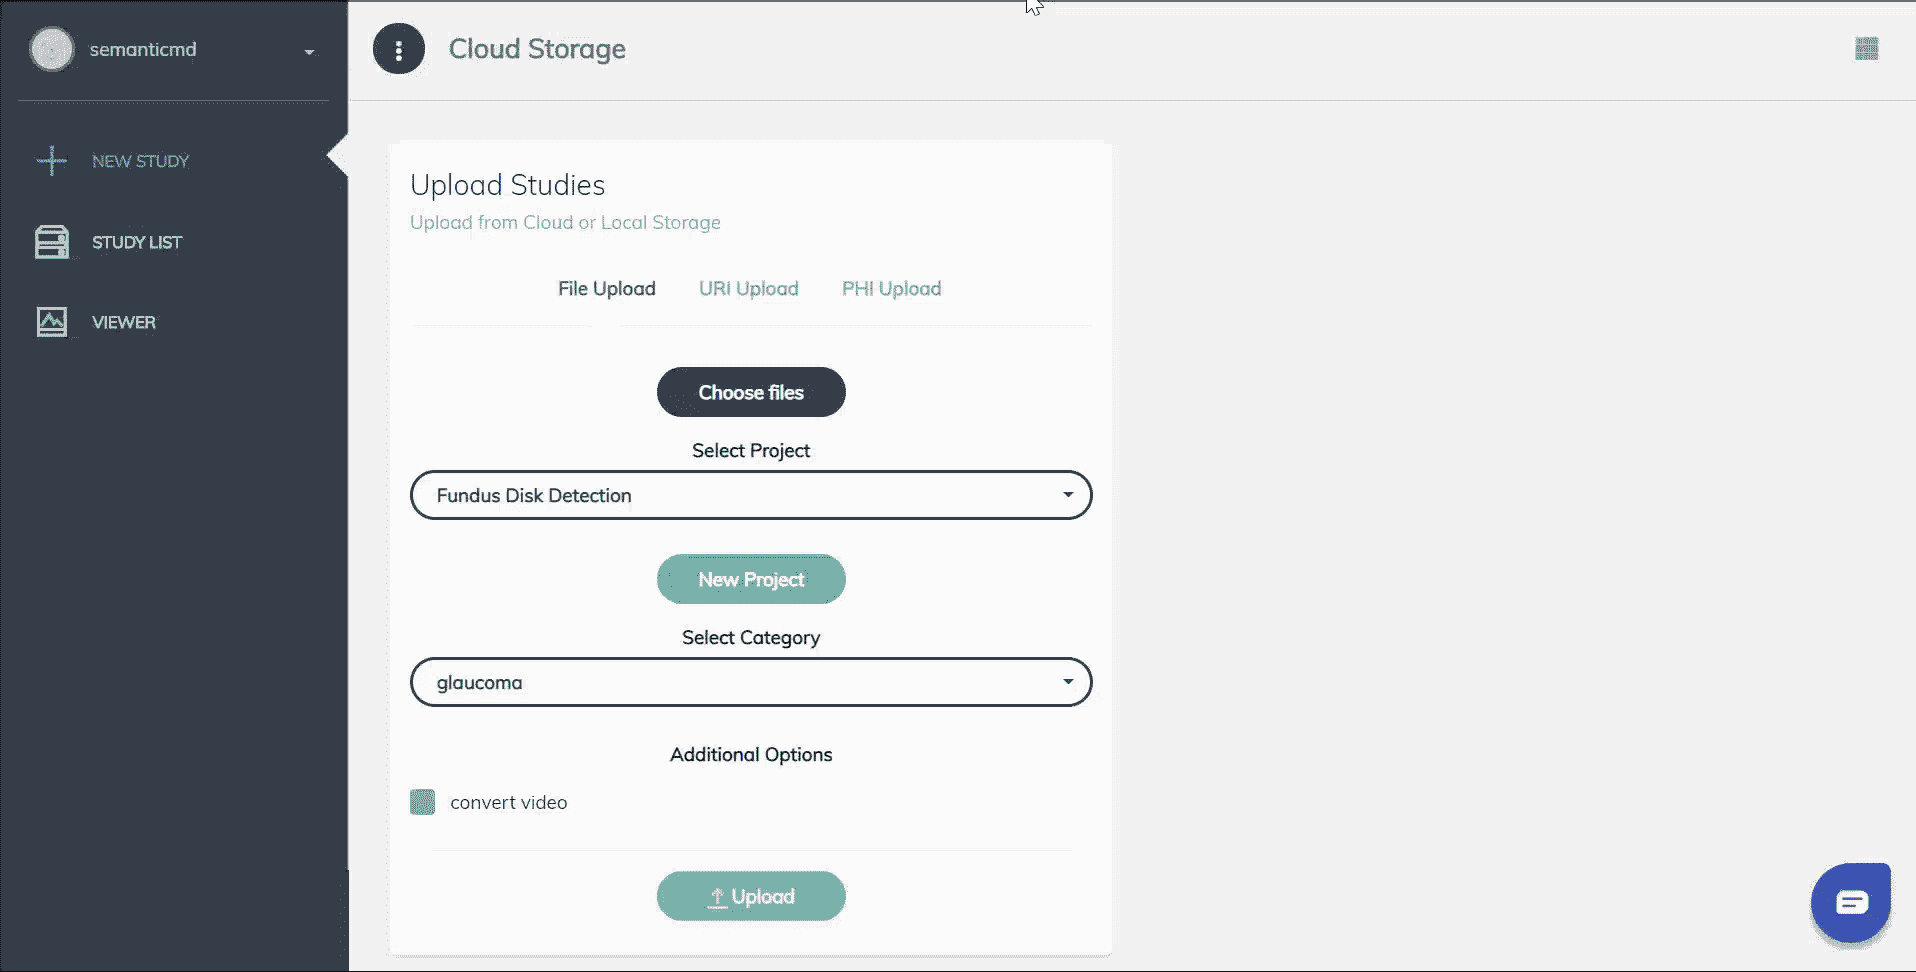 semanticmd
NEW STUDY
STUDY LIST
VIEWER
Cloud Storage
Upload Studies
Upload from Cloud or Local Storage
File Upload URI Upload PHI Upload
Choose files
Select Project
Fundus Disk Detection
New Project
Select Category
glaucoma
Additional Options
convert video
Upload